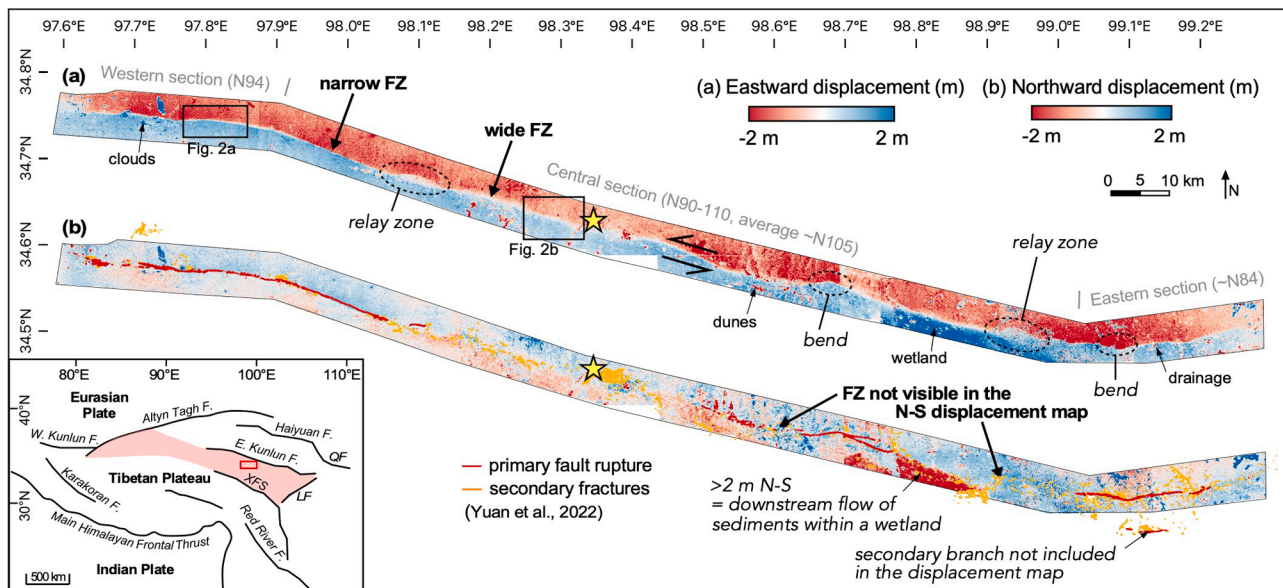 97.6°E 97.8°E 98.0°E 98.1°E 98.2°E 98.3°E 98.4°E 98.5°E 98.6°E 98.7°E 98.8°E 98.9°E 99.0°E 99.1°E 99.2°E
34.8°N
34.7°N
34.6°N
34.5°N
(a)
Western section (N94)
narrow FZ
wide FZ
clouds
Fig. 2a
relay zone
Fig. 2b
Central section (N90-110, average ~N105)
dunes
bend
wetland
relay zone
Eastern section (~N84)
bend
drainage
(a) Eastward displacement (m)
-2 m 2 m
(b) Northward displacement (m)
-2 m 2 m
0 5 10 km
N
(b)
FZ not visible in the
N-S displacement map
primary fault rupture
secondary fractures
(Yuan et al., 2022)
>2 m N-S
= downstream flow of
sediments within a wetland
secondary branch not included
in the displacement map
80°E 90°E 100°E 110°E
40°N
30°N
Eurasian
Plate
Altyn Tagh F.
Haiyuan F.
W. Kunlun F.
E. Kunlun F.
QF
Tibetan Plateau
XFS
LF
Karakoran F.
Red River F.
Main Himalayan Frontal Thrust
Indian Plate
500 km